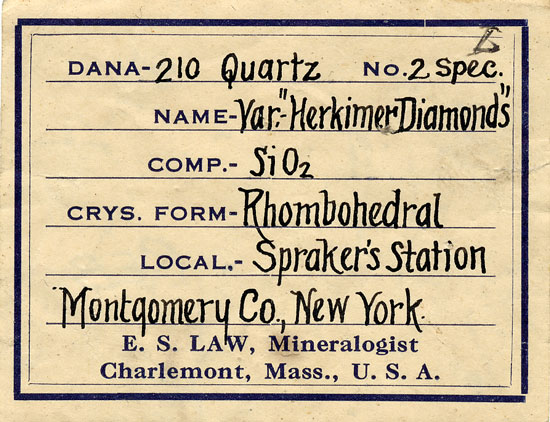 DANA-210 Quartz No.2 Spec.
NAME-Var.-"Herkimer Diamonds"
COMP.- SiO₂
CRYS. FORM-Rhombohedral
LOCAL.- Spraker's Station
Montgomery Co., New York.
E. S. LAW, Mineralogist
Charlemont, Mass., U. S. A.